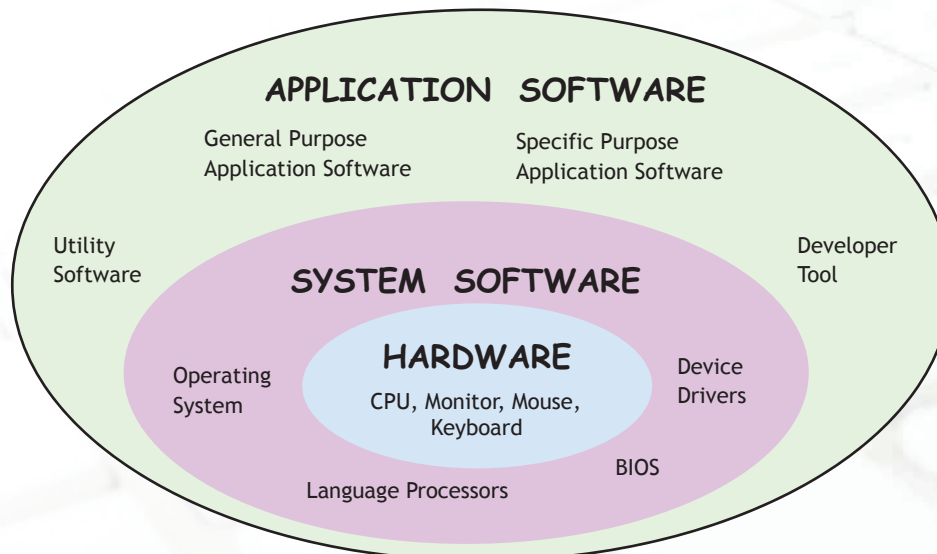 APPLICATION SOFTWARE
General Purpose
Application Software
Specific Purpose
Application Software
Utility
Software
Developer
Tool
SYSTEM SOFTWARE
HARDWARE
CPU, Monitor, Mouse,
Keyboard
Operating
System
Device
Drivers
BIOS
Language Processors